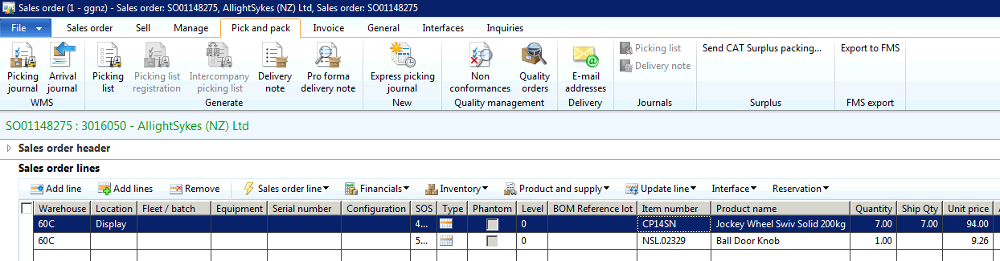 Sales order (1 - ggnz) - Sales order: SO01148275, AllightSykes (NZ) Ltd, Sales order: SO01148275
File Sales order Sell Manage Pick and pack Invoice General Interfaces Inquiries
Picking journal
Arrival journal
WMS
Picking list
Picking list registration
Intercompany picking list
Delivery note
Pro forma delivery note
Generate
Express picking journal
New
Non conformances
Quality orders
Quality management
E-mail addresses
Delivery
Picking list
Delivery note
Journals
Send CAT Surplus packing...
Surplus
Export to FMS
FMS export
SO01148275 : 3016050 - AllightSykes (NZ) Ltd
Sales order header
Sales order lines
Add line Add lines Remove Sales order line Financials Inventory Product and supply Update line Interface Reservation
Warehouse Location Fleet / batch Equipment Serial number Configuration SOS Type Phantom Level BOM Reference lot Item number Product name Quantity Ship Qty Unit price
60C Display 4... 0 CP14SN Jockey Wheel Swiv Solid 200kg 7.00 7.00 94.00
60C 5... 0 NSL.02329 Ball Door Knob 1.00 9.26